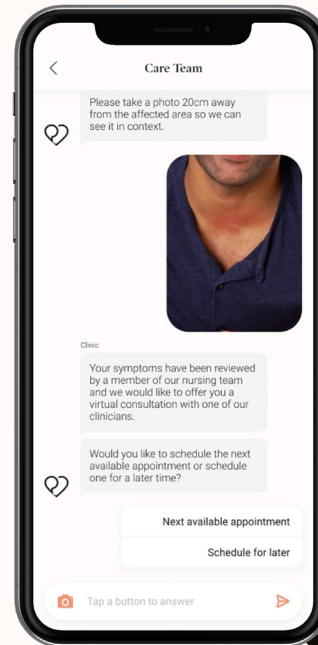 Care Team
Please take a photo 20cm away
from the affected area so we can
see it in context.
Clinic
Your symptoms have been reviewed
by a member of our nursing team
and we would like to offer you a
virtual consultation with one of our
clinicians.
Would you like to schedule the next
available appointment or schedule
one for a later time?
Next available appointment
Schedule for later
Tap a button to answer